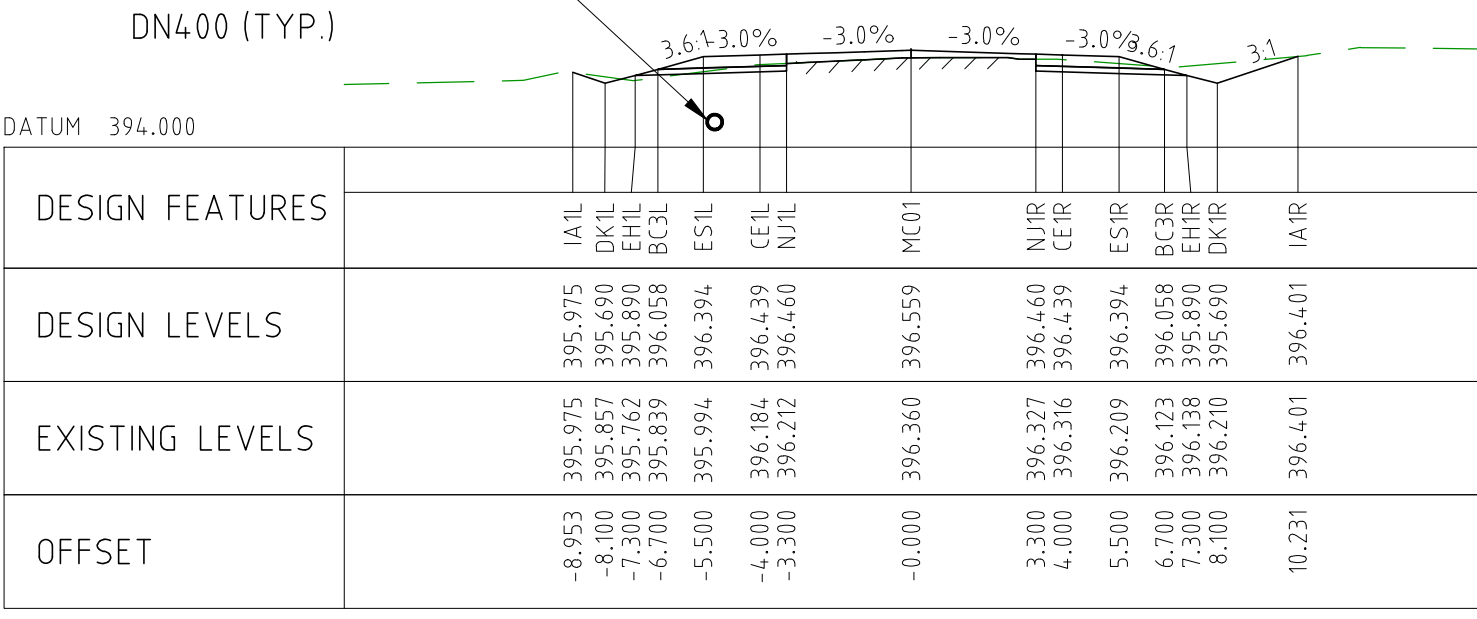 DN400 (TYP.)
3.6:1 -3.0% -3.0% -3.0% -3.0% 3.6:1 3:1
DATUM 394.000
DESIGN FEATURES IA1L DK1L EH1L BC3L ES1L CE1L NJ1L MC01 NJ1R CE1R ES1R BC3R EH1R DK1R IA1R
DESIGN LEVELS 395.975 395.690 395.890 396.058 396.394 396.439 396.460 396.559 396.460 396.439 396.394 396.058 395.890 395.690 396.401
EXISTING LEVELS 395.975 395.857 395.762 395.839 395.994 396.184 396.212 396.360 396.327 396.316 396.209 396.123 396.138 396.210 396.401
OFFSET -8.953 -8.100 -7.300 -6.700 -5.500 -4.000 -3.300 -0.000 3.300 4.000 5.500 6.700 7.300 8.100 10.231